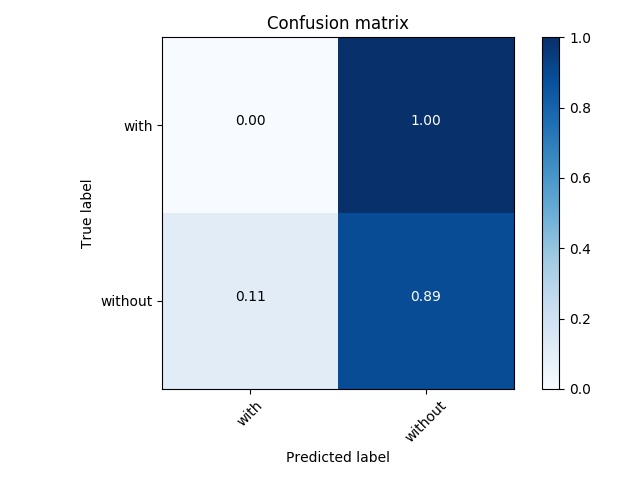 Confusion matrix
1.0
with
0.00
1.00
0.8
0.6
True label
0.4
without
0.11
0.89
0.2
0.0
with
without
Predicted label